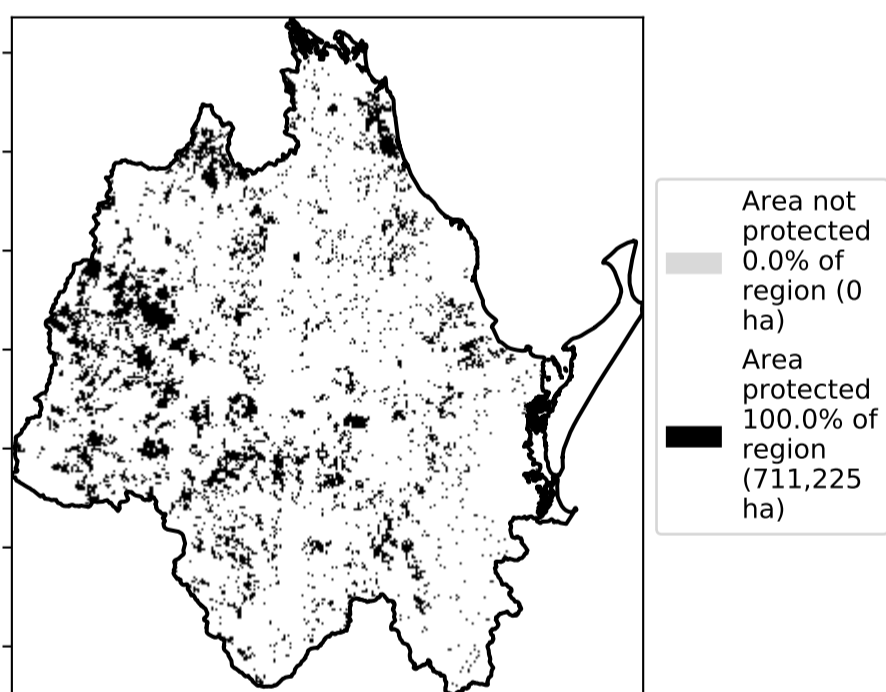 Area not
protected
0.0% of
region (0
ha)
Area
protected
100.0% of
region
(711,225
ha)